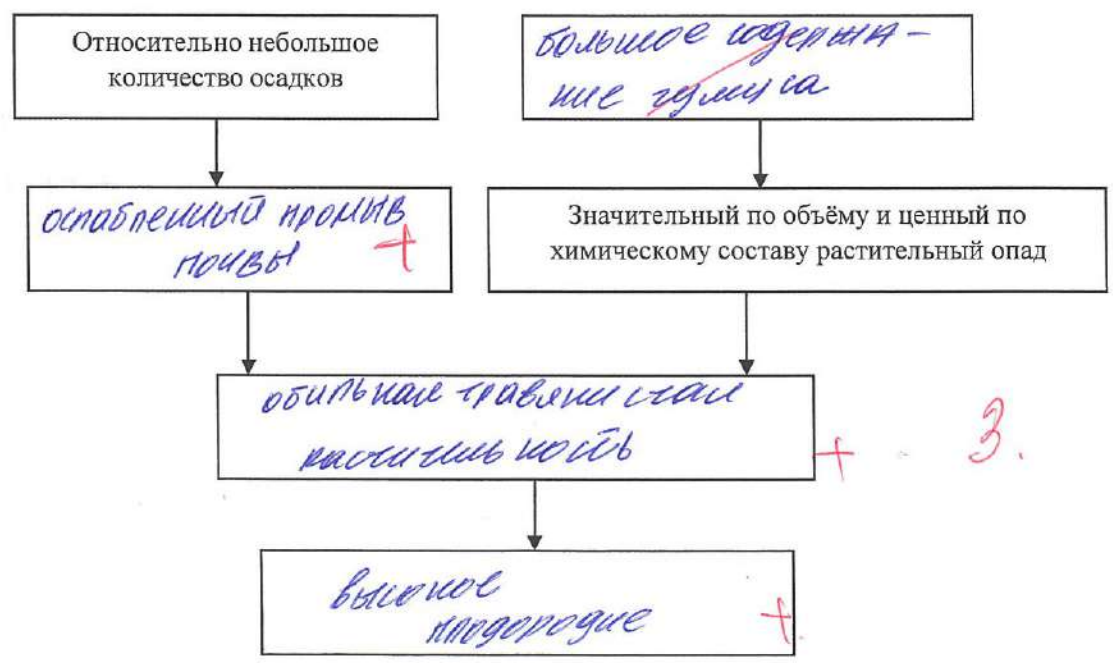 Относительно небольшое
количество осадков
большое содержа-
ние гумуса
ослабленный промыв
почвы
+
Значительный по объёму и ценный по
химическому составу растительный опад
обильная травянистая
растительность
+
3.
высокое
плодородие
+